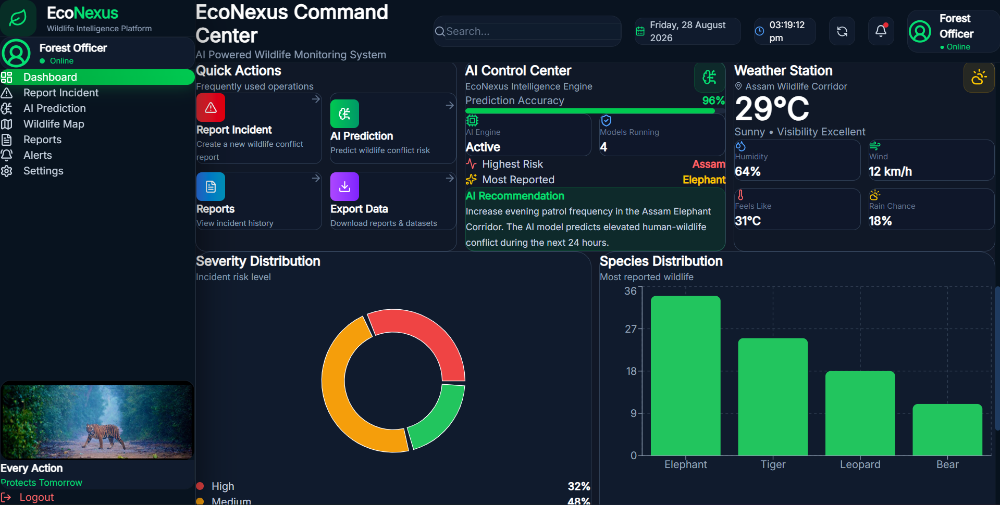 EcoNexus
Wildlife Intelligence Platform
Forest Officer
Online
Dashboard
Report Incident
AI Prediction
Wildlife Map
Reports
Alerts
Settings
Every Action
Protects Tomorrow
Logout
EcoNexus Command
Center
AI Powered Wildlife Monitoring System
Search...
Friday, 28 August
2026
03:19:12
pm
Forest
Officer
Online
Quick Actions
Frequently used operations
Report Incident
Create a new wildlife conflict
report
AI Prediction
Predict wildlife conflict risk
Reports
View incident history
Export Data
Download reports & datasets
AI Control Center
EcoNexus Intelligence Engine
Prediction Accuracy 96%
AI Engine
Active
Models Running
4
Highest Risk Assam
Most Reported Elephant
AI Recommendation
Increase evening patrol frequency in the Assam Elephant
Corridor. The AI model predicts elevated human-wildlife
conflict during the next 24 hours.
Weather Station
Assam Wildlife Corridor
29°C
Sunny • Visibility Excellent
Humidity
64%
Wind
12 km/h
Feels Like
31°C
Rain Chance
18%
Severity Distribution
Incident risk level
High 32%
Medium 48%
Species Distribution
Most reported wildlife
36
27
18
9
0
Elephant Tiger Leopard Bear